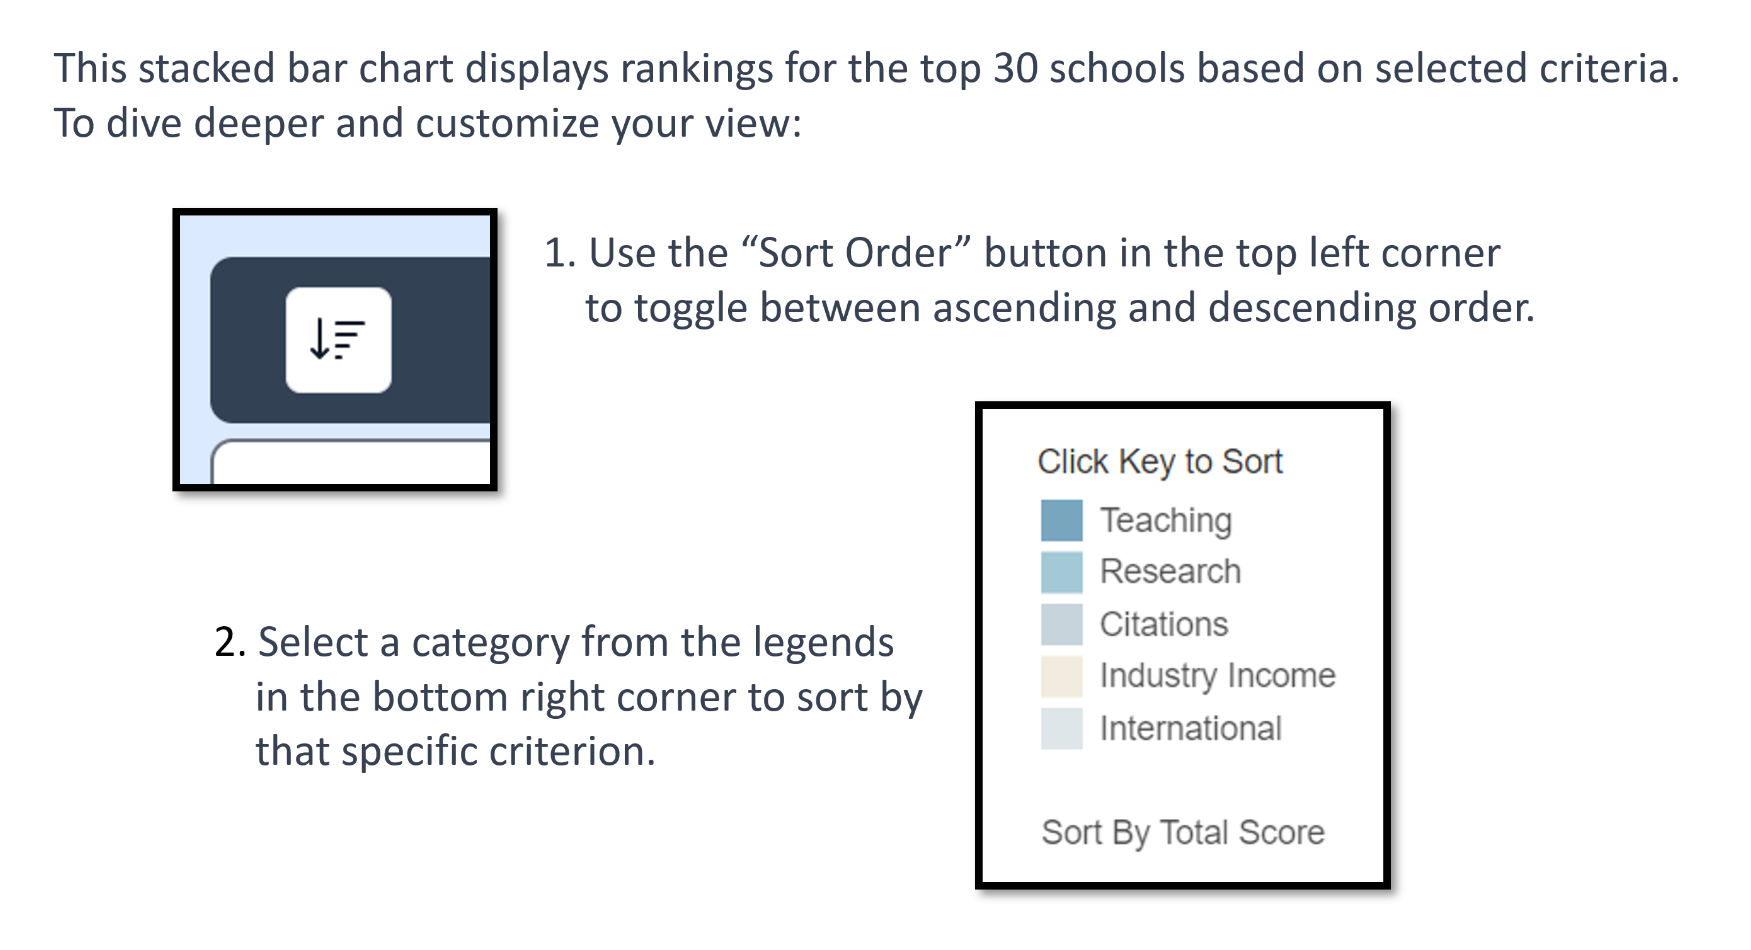 This stacked bar chart displays rankings for the top 30 schools based on selected criteria.
To dive deeper and customize your view:
1. Use the “Sort Order” button in the top left corner
to toggle between ascending and descending order.
2. Select a category from the legends
in the bottom right corner to sort by
that specific criterion.
Click Key to Sort
Teaching
Research
Citations
Industry Income
International
Sort By Total Score